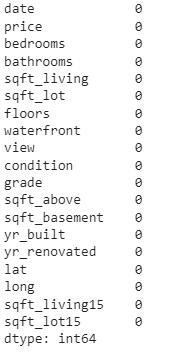 date 0
price 0
bedrooms 0
bathrooms 0
sqft_living 0
sqft_lot 0
floors 0
waterfront 0
view 0
condition 0
grade 0
sqft_above 0
sqft_basement 0
yr_built 0
yr_renovated 0
lat 0
long 0
sqft_living15 0
sqft_lot15 0
dtype: int64